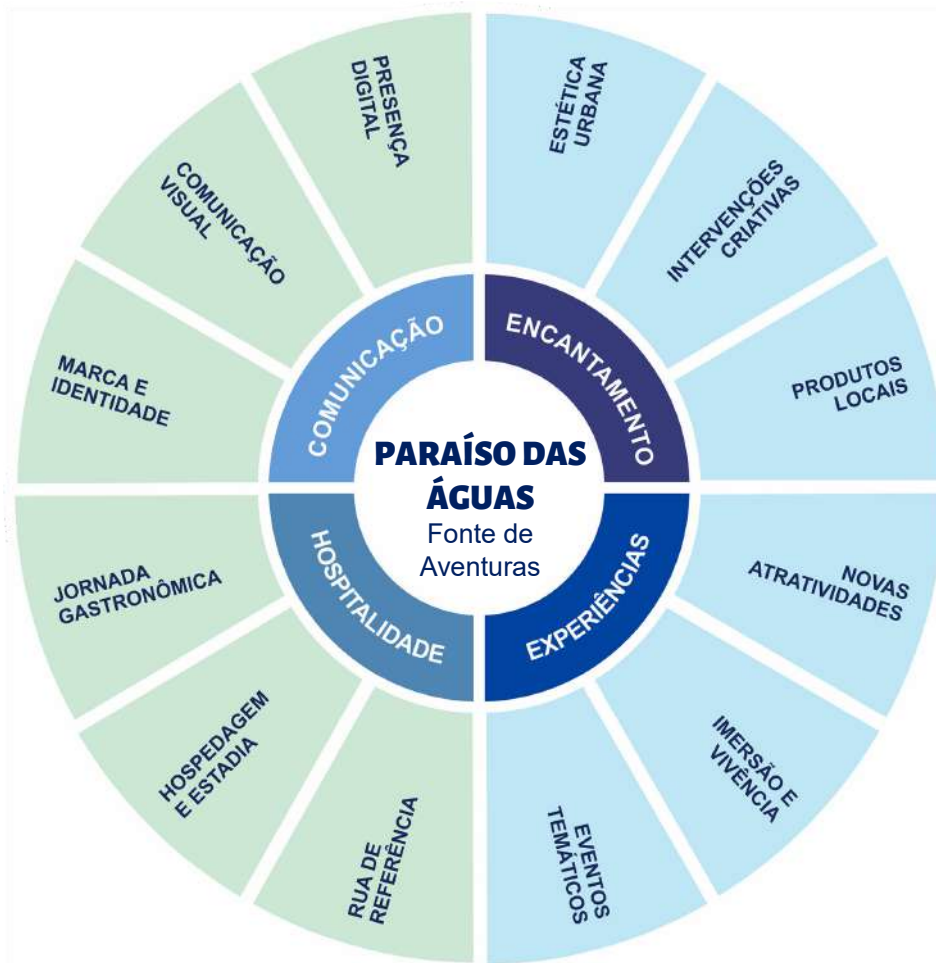 PRESENÇA
DIGITAL
ESTÉTICA
URBANA
COMUNICAÇÃO
VISUAL
INTERVENÇÕES
CRIATIVAS
MARCA E
IDENTIDADE
PRODUTOS
LOCAIS
COMUNICAÇÃO
ENCANTAMENTO
PARAÍSO DAS
ÁGUAS
Fonte de
Aventuras
HOSPITALIDADE
EXPERIÊNCIAS
JORNADA
GASTRONÔMICA
NOVAS
ATRATIVIDADES
HOSPEDAGEM
E ESTADIA
IMERSÃO E
VIVÊNCIA
RUA DE
REFERÊNCIA
EVENTOS
TEMÁTICOS